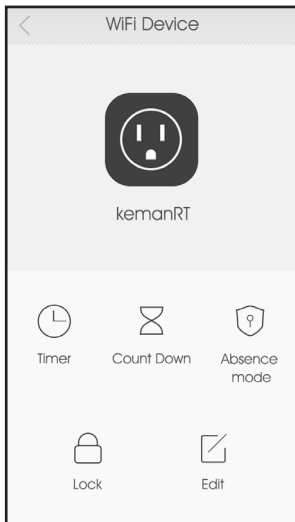 WiFi Device
kemanRT
Timer
Count Down
Absence
mode
Lock
Edit